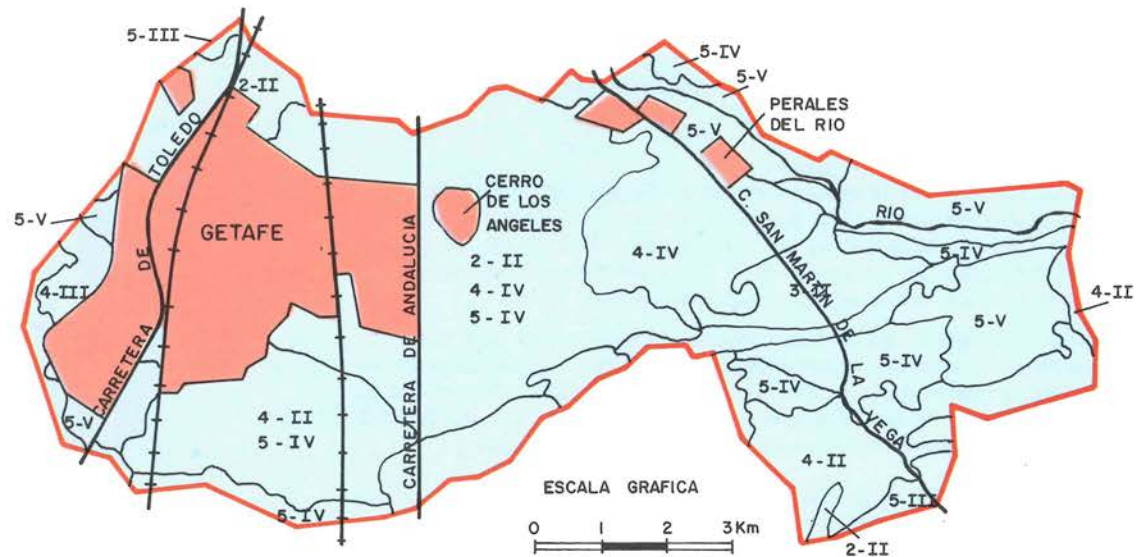 5-III
5-IV
5-V
2-II
PERALES
DEL RIO
5-V
TOLEDO
CERRO
DE LOS
ANGELES
5-V
5-V
RIO
GETAFE
C. SAN MARTIN DE LA VEGA
DE
4-IV
5-IV
2-II
4-III
4-IV
3-II
4-II
5-IV
5-V
CARRETERA DE ANDALUCIA
5-IV
5-IV
CARRETERA
5-V
4-II
5-IV
4-II
ESCALA GRAFICA
5-III
5-IV
0 1 2 3 Km
2-II